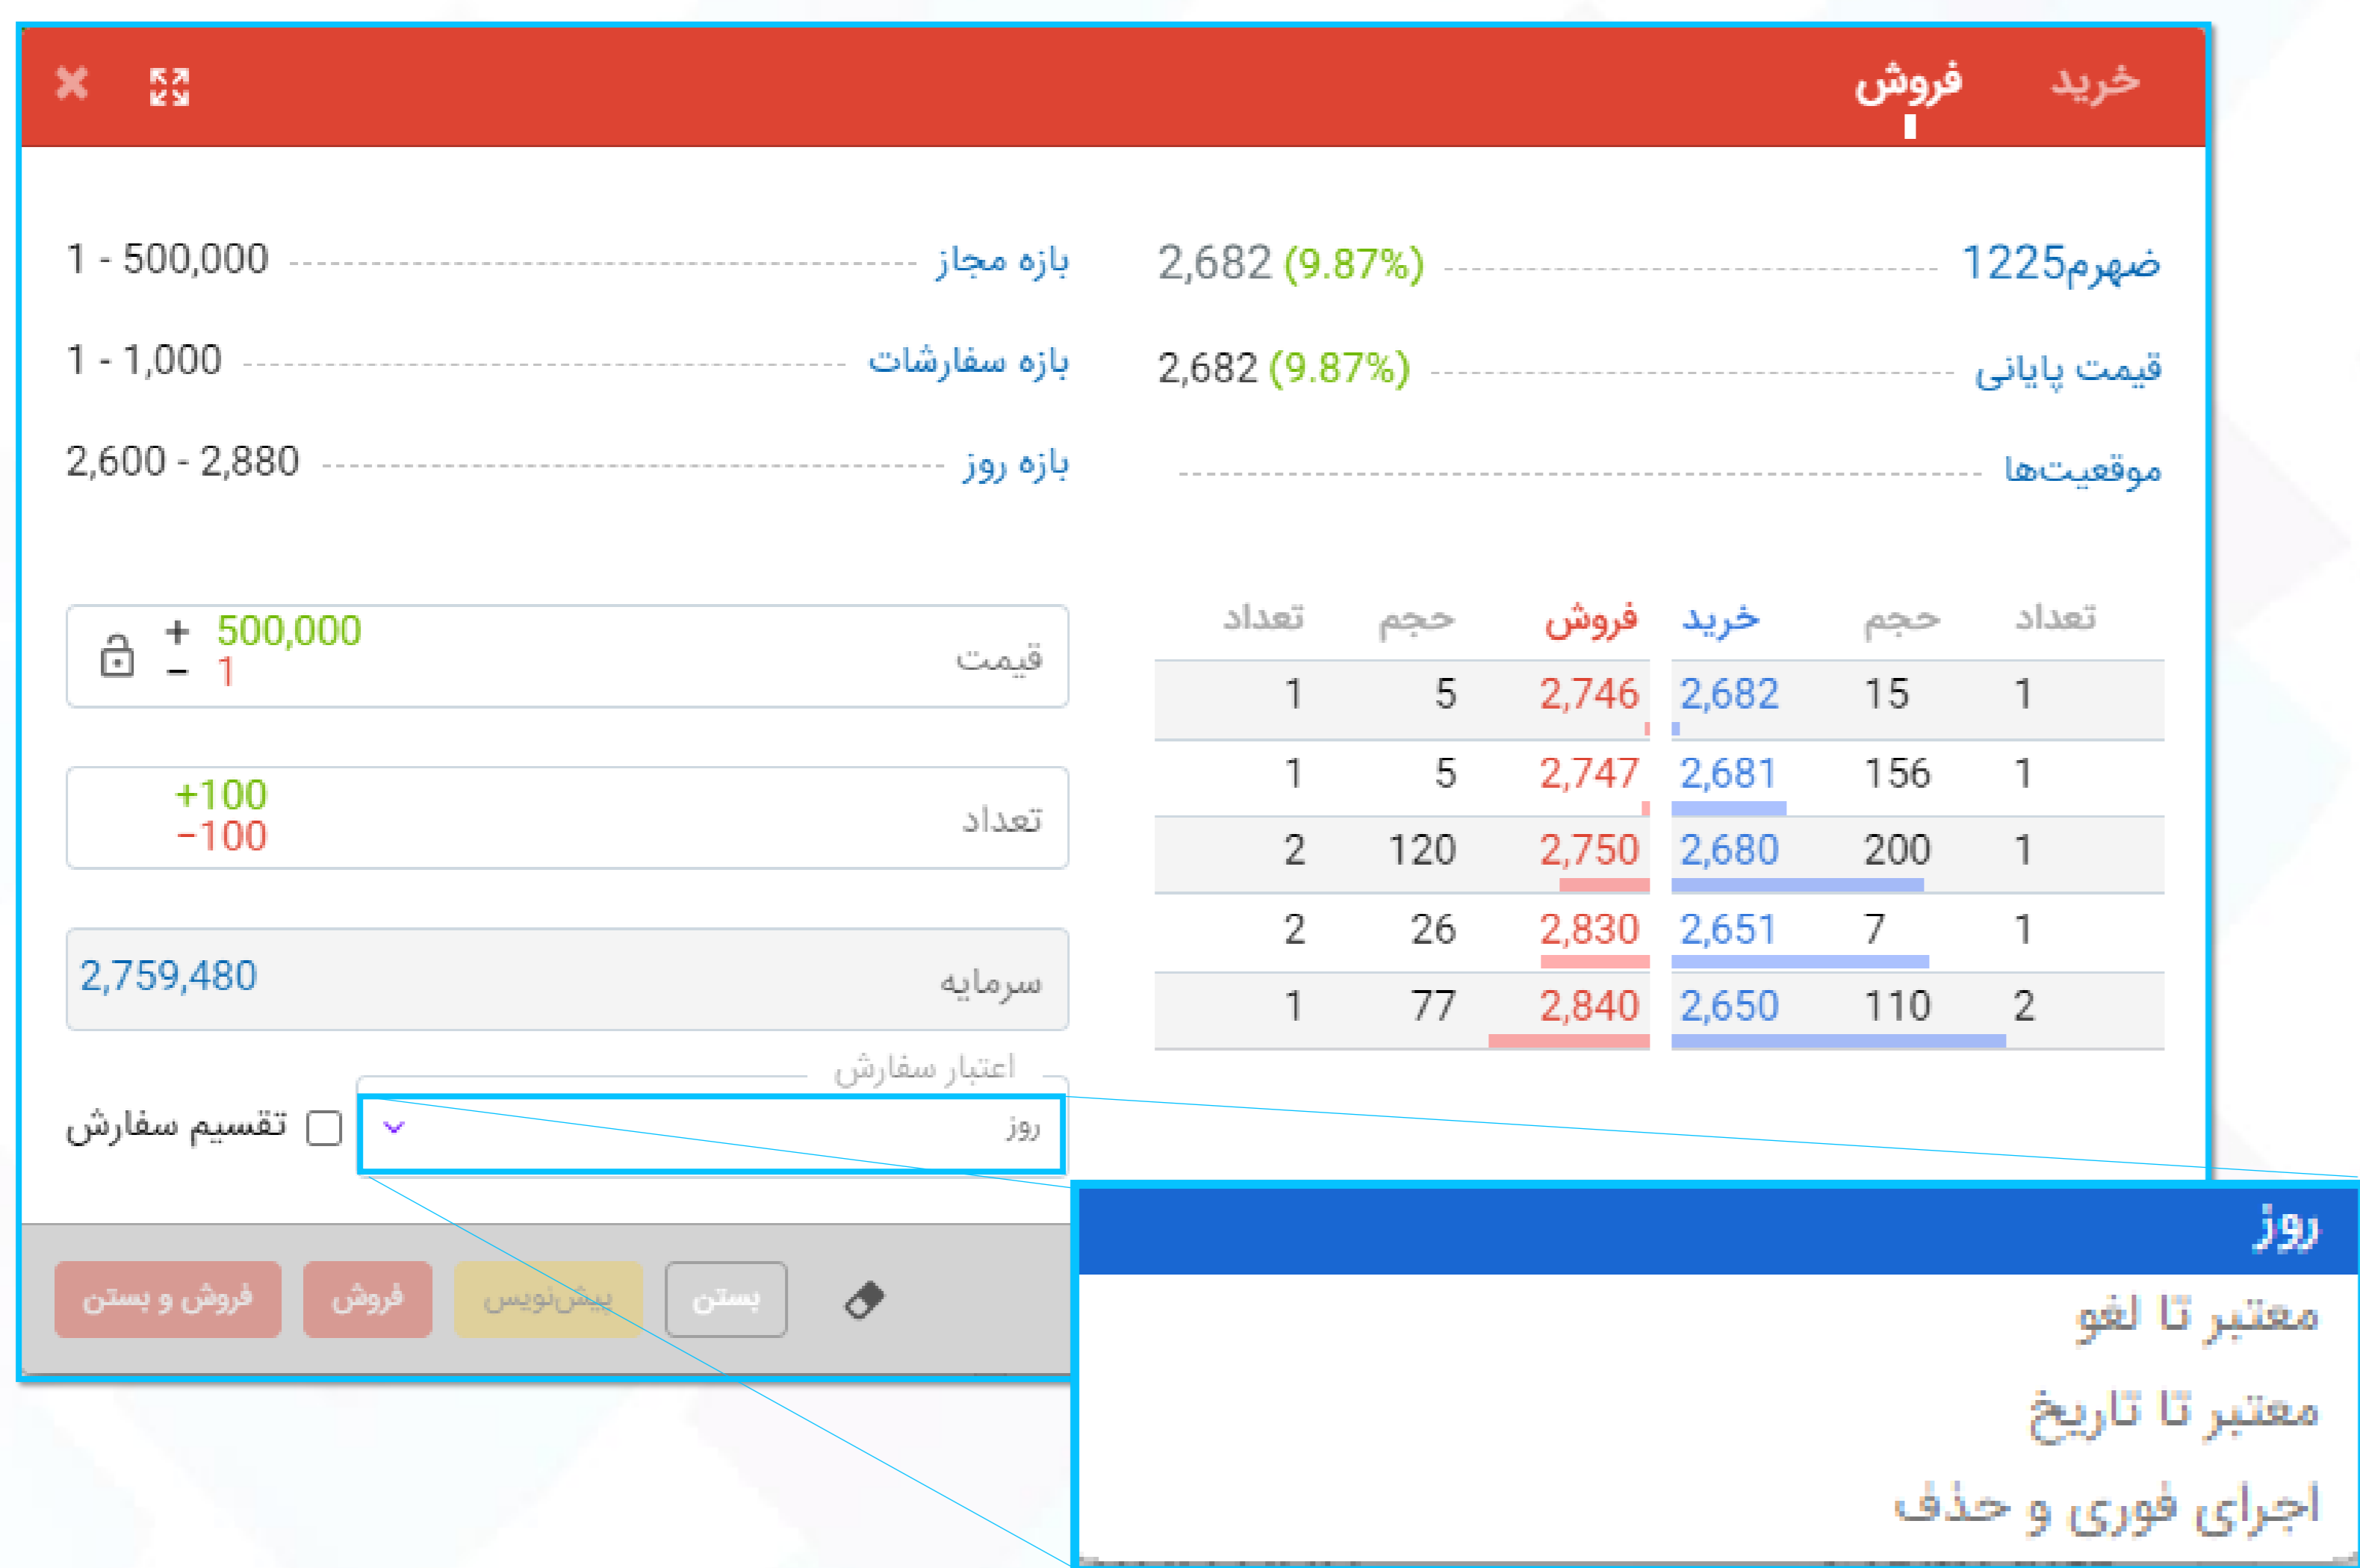 خرید فروش
ضهرم1225 2,682 (9.87%)
قیمت پایانی 2,682 (9.87%)
موقعیت‌ها
بازه مجاز 1 - 500,000
بازه سفارشات 1 - 1,000
بازه روز 2,600 - 2,880
تعداد حجم خرید فروش حجم تعداد
1 15 2,682 2,746 5 1
1 156 2,681 2,747 5 1
1 200 2,680 2,750 120 2
1 7 2,651 2,830 26 2
2 110 2,650 2,840 77 1
قیمت + 500,000
− 1
تعداد +100
−100
سرمایه 2,759,480
اعتبار سفارش
روز
تقسیم سفارش
بستن پیش‌نویس فروش فروش و بستن
روز
معتبر تا لغو
معتبر تا تاریخ
اجرای فوری و حذف